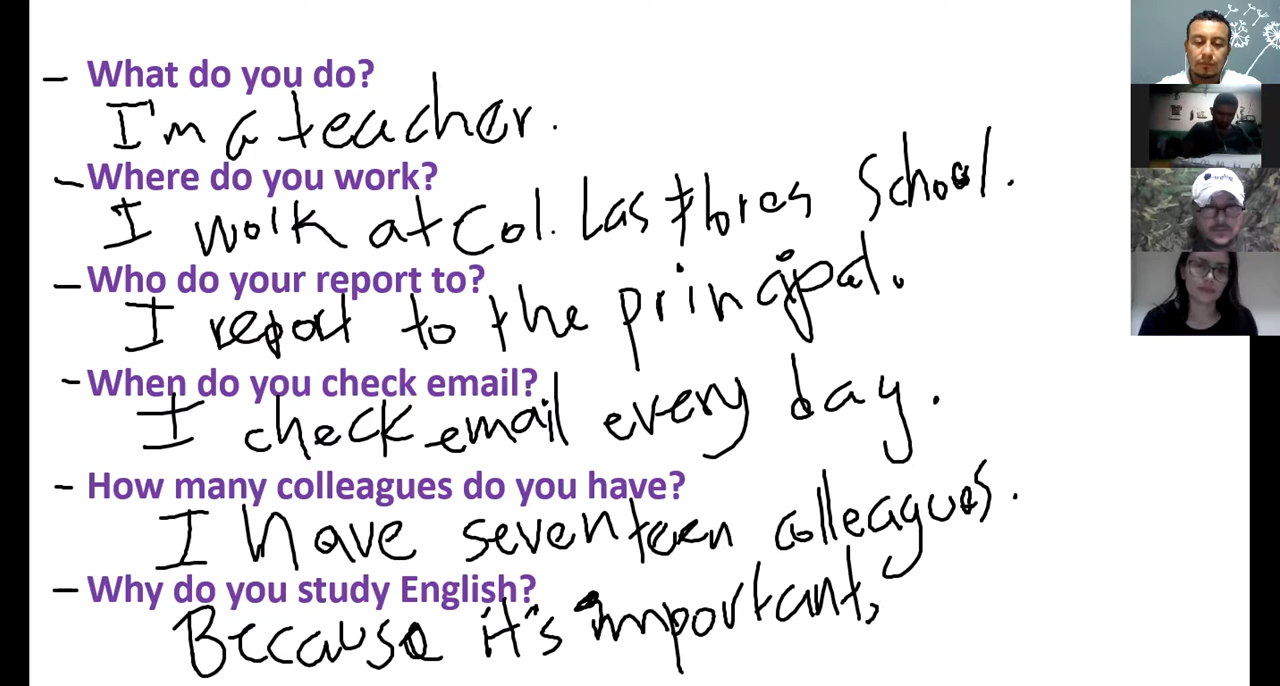 – What do you do?
I'm a teacher.
– Where do you work?
I work at Col. Las flores School.
– Who do your report to?
I report to the principal.
– When do you check email?
I check email every day.
– How many colleagues do you have?
I have seventeen colleagues.
– Why do you study English?
Because it's important,